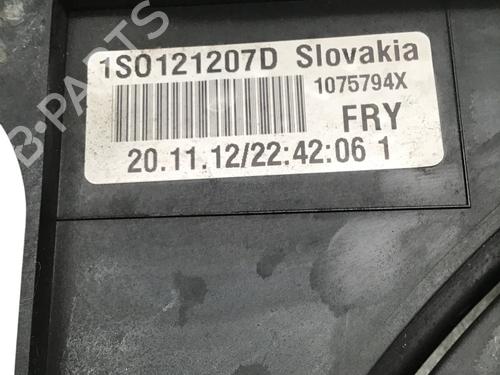 1S0121207D Slovakia
1075794X
FRY
20.11.12/22:42:06 1
B-PARTS